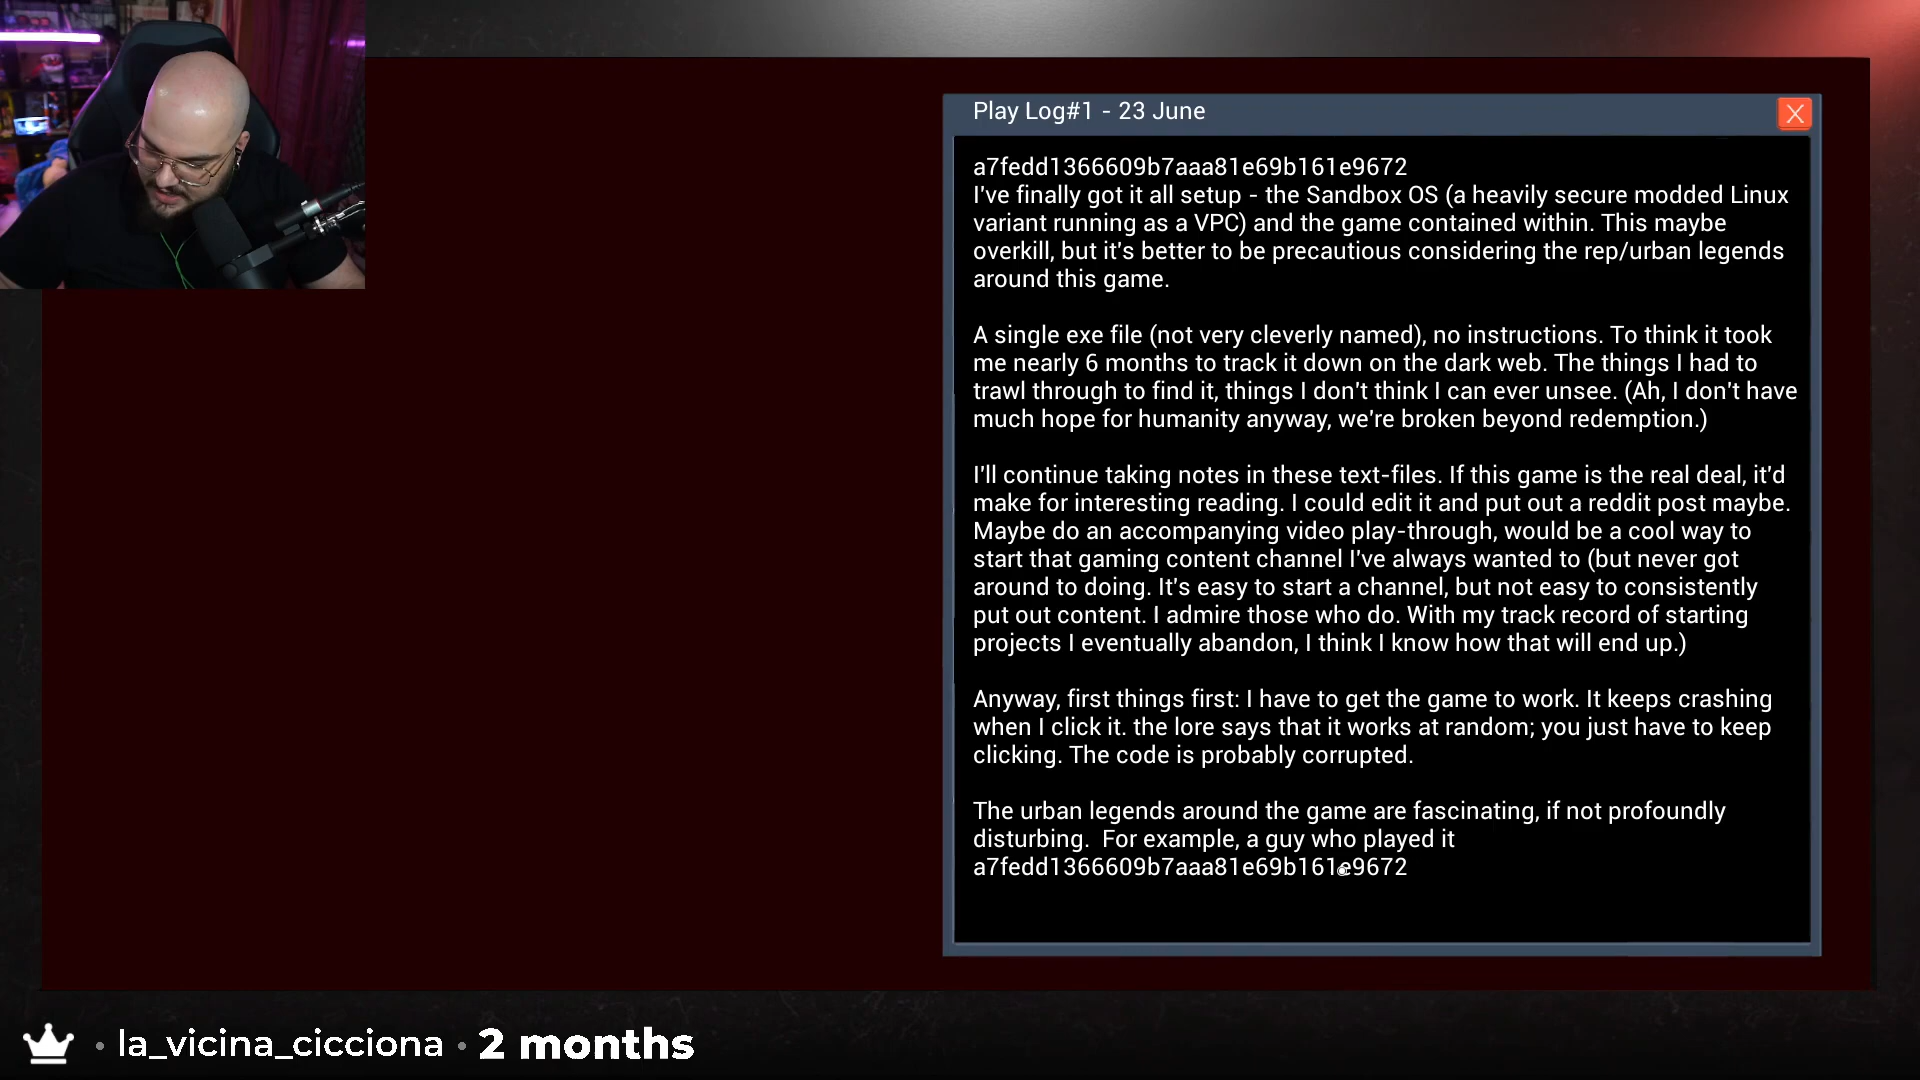 Play Log#1 - 23 June
X
a7fedd1366609b7aaa81e69b161e9672
I've finally got it all setup - the Sandbox OS (a heavily secure modded Linux
variant running as a VPC) and the game contained within. This maybe
overkill, but it's better to be precautious considering the rep/urban legends
around this game.
A single exe file (not very cleverly named), no instructions. To think it took
me nearly 6 months to track it down on the dark web. The things I had to
trawl through to find it, things I don't think I can ever unsee. (Ah, I don't have
much hope for humanity anyway, we're broken beyond redemption.)
I'll continue taking notes in these text-files. If this game is the real deal, it'd
make for interesting reading. I could edit it and put out a reddit post maybe.
Maybe do an accompanying video play-through, would be a cool way to
start that gaming content channel I've always wanted to (but never got
around to doing. It's easy to start a channel, but not easy to consistently
put out content. I admire those who do. With my track record of starting
projects I eventually abandon, I think I know how that will end up.)
Anyway, first things first: I have to get the game to work. It keeps crashing
when I click it. the lore says that it works at random; you just have to keep
clicking. The code is probably corrupted.
The urban legends around the game are fascinating, if not profoundly
disturbing.  For example, a guy who played it
a7fedd1366609b7aaa81e69b161e9672
• la_vicina_cicciona • 2 months